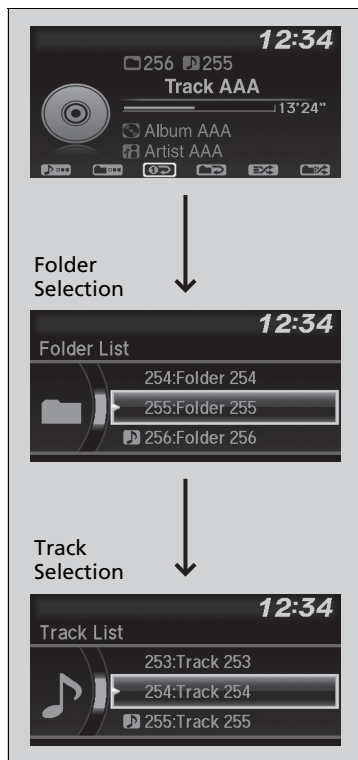 12:34
256 255
Track AAA
13'24"
Album AAA
Artist AAA
Folder
Selection
12:34
Folder List
254:Folder 254
255:Folder 255
256:Folder 256
Track
Selection
12:34
Track List
253:Track 253
254:Track 254
255:Track 255